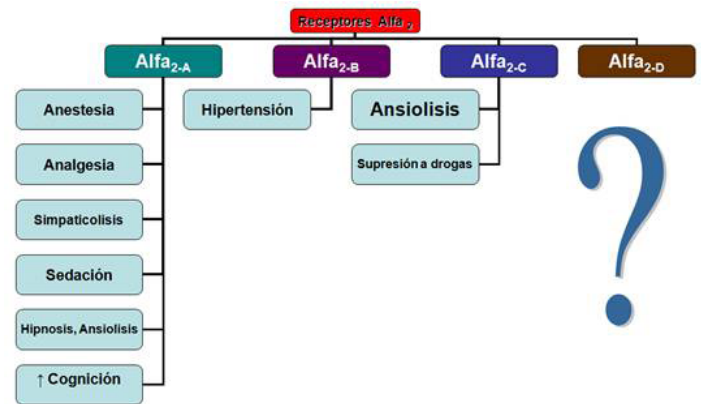 Receptores Alfa 2
Alfa2-A
Alfa2-B
Alfa2-C
Alfa2-D
Anestesia
Hipertensión
Ansiolisis
Analgesia
Supresión a drogas
Simpaticolisis
Sedación
Hipnosis, Ansiolisis
↑ Cognición
?